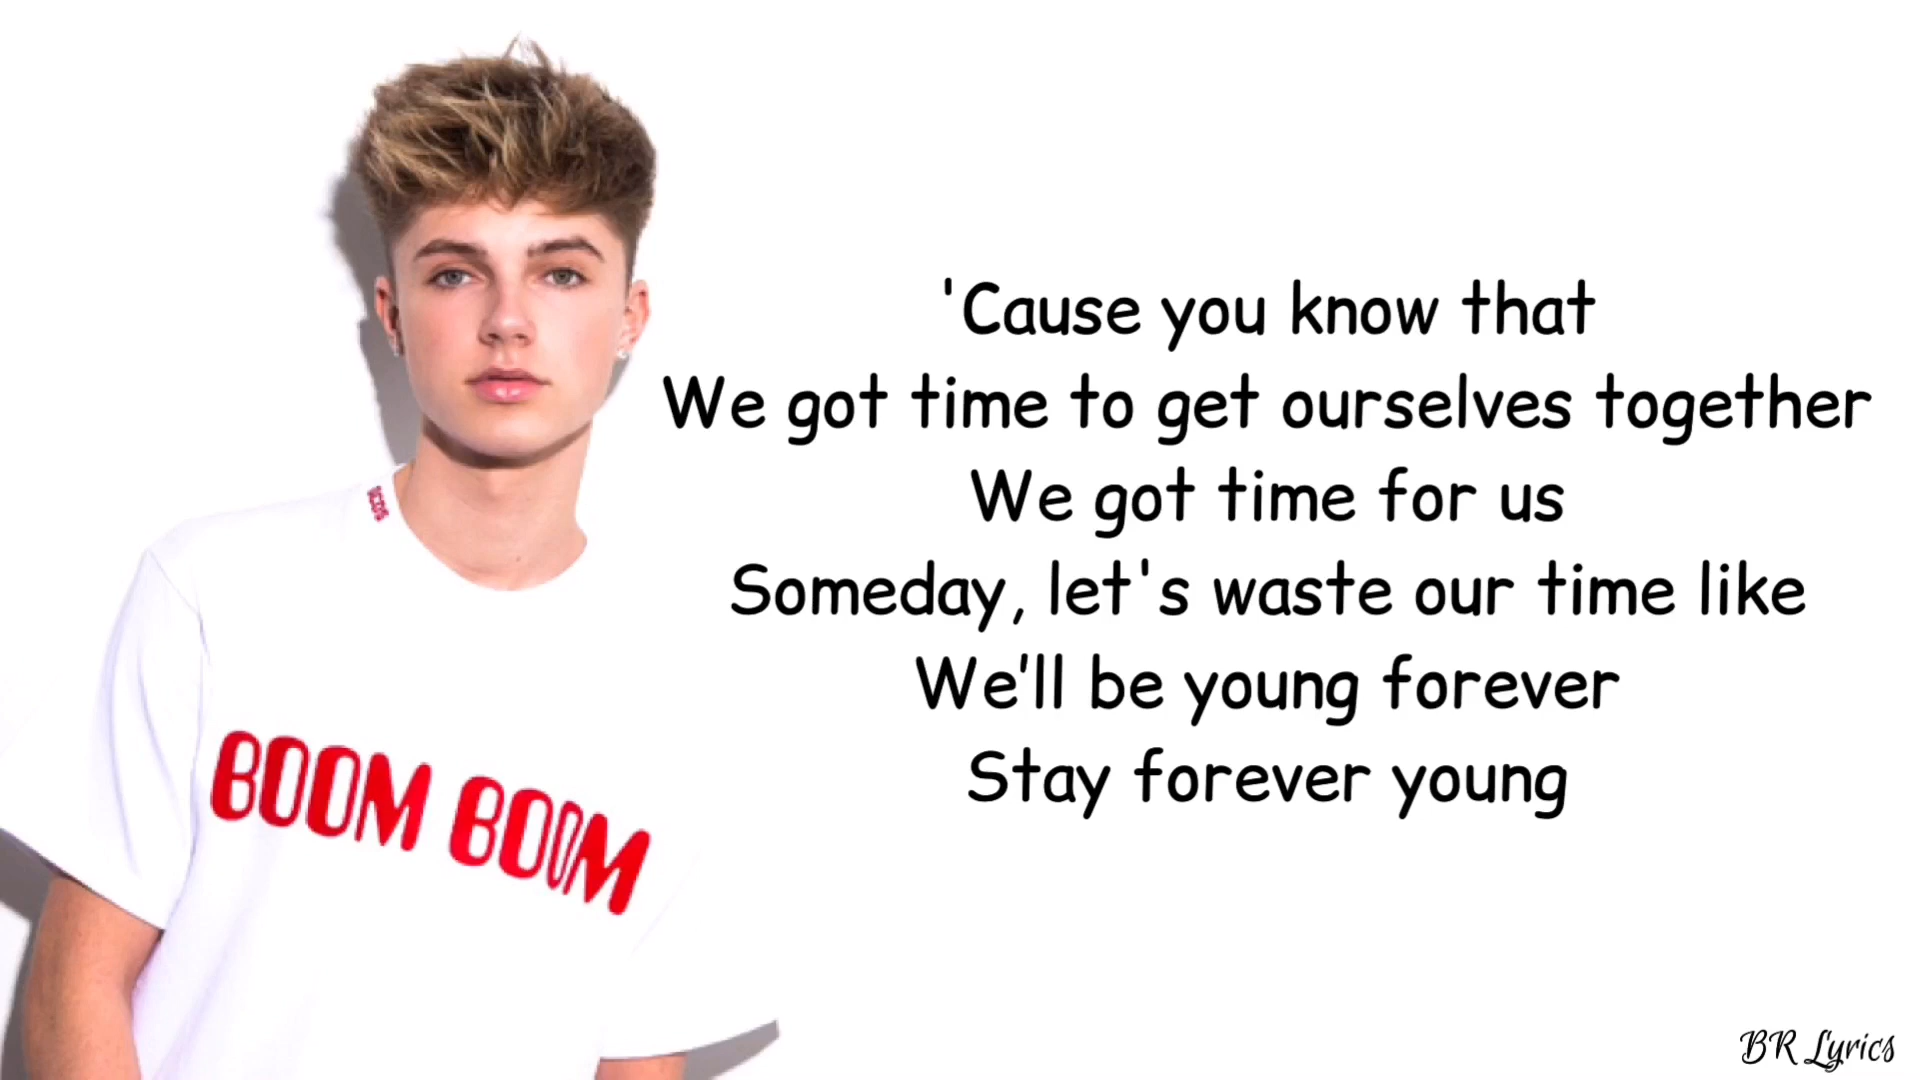 'Cause you know that
We got time to get ourselves together
We got time for us
Someday, let's waste our time like
We'll be young forever
Stay forever young
BOOM BOOM
BR Lyrics